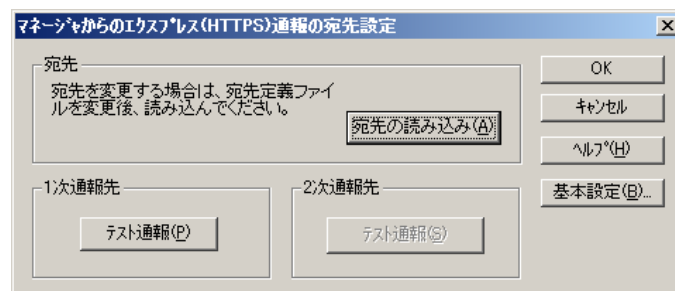 マネージャからのエクスプレス(HTTPS)通報の宛先設定
宛先
宛先を変更する場合は、宛先定義ファイ
ルを変更後、読み込んでください。
宛先の読み込み(A)
OK
キャンセル
ヘルプ(H)
基本設定(B)...
1次通報先
テスト通報(P)
2次通報先
テスト通報(S)